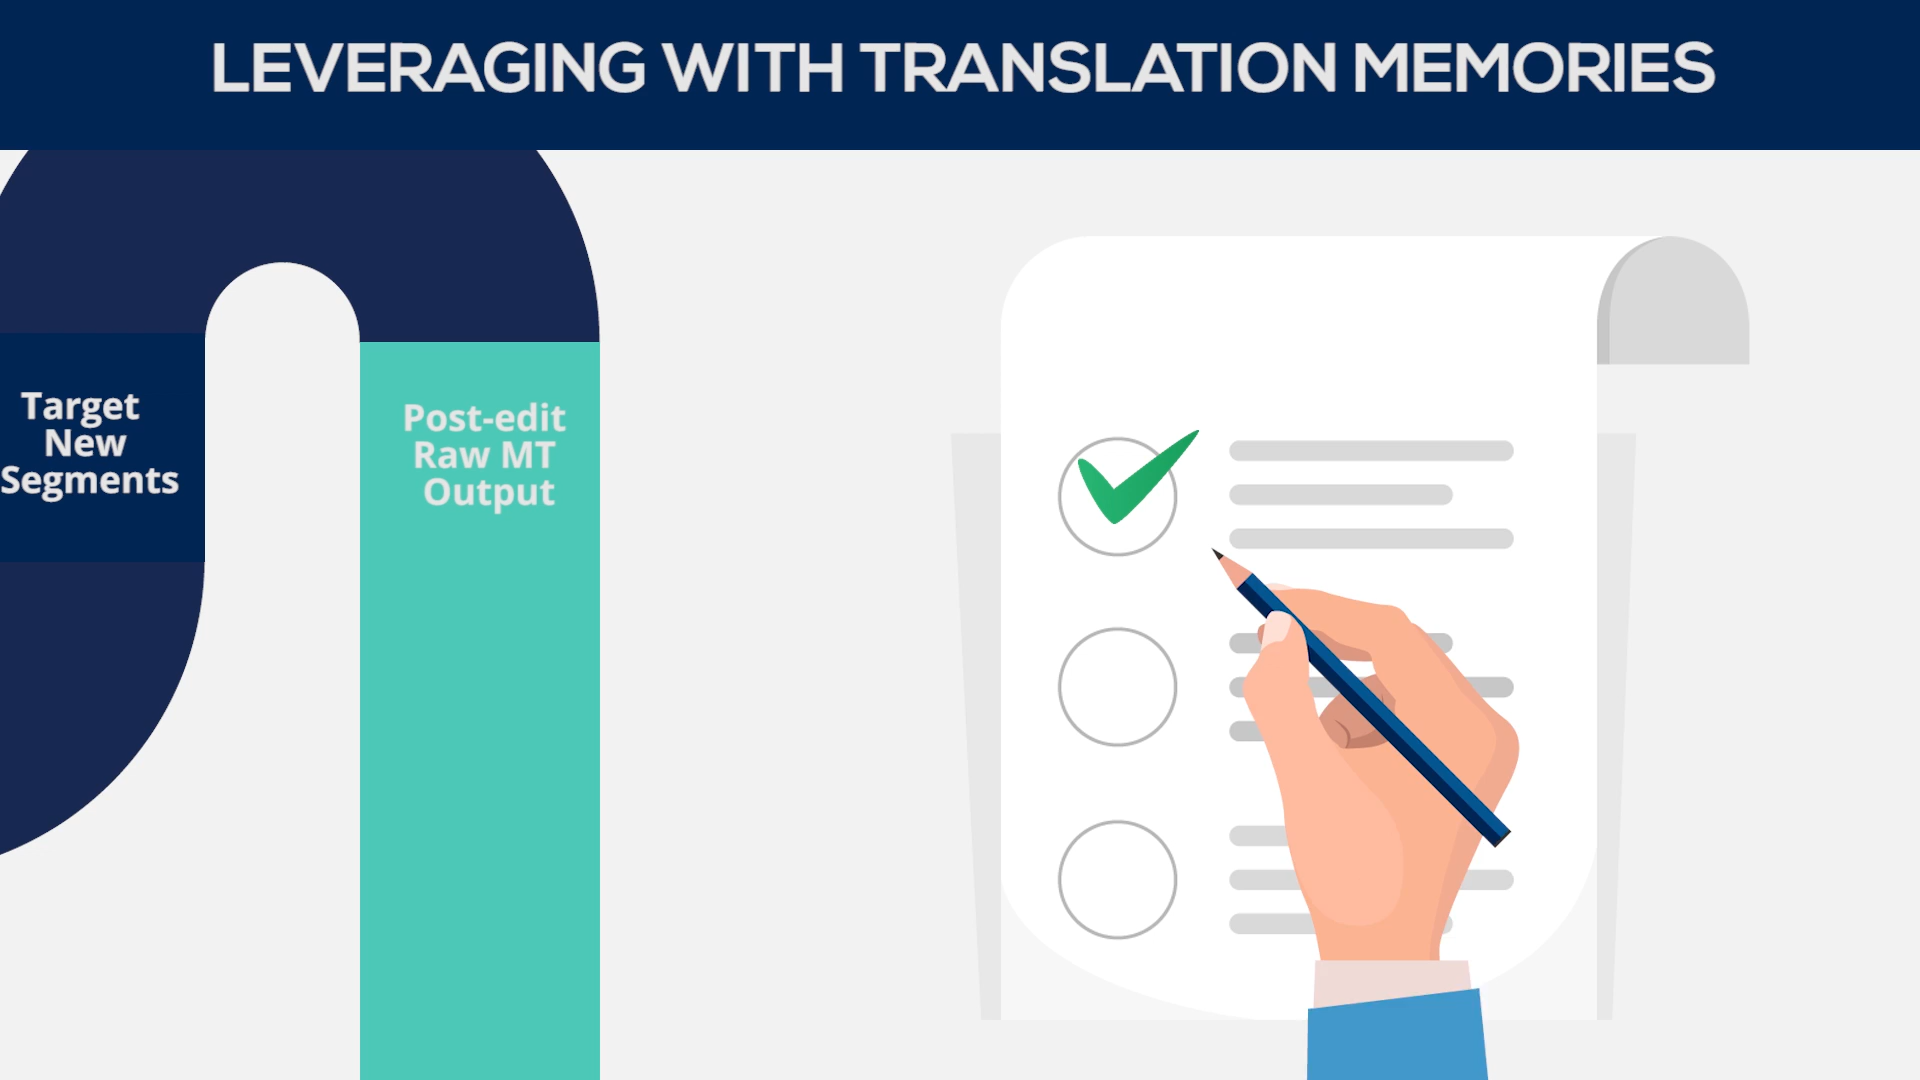 LEVERAGING WITH TRANSLATION MEMORIES
Target
New
Segments
Post-edit
Raw MT
Output